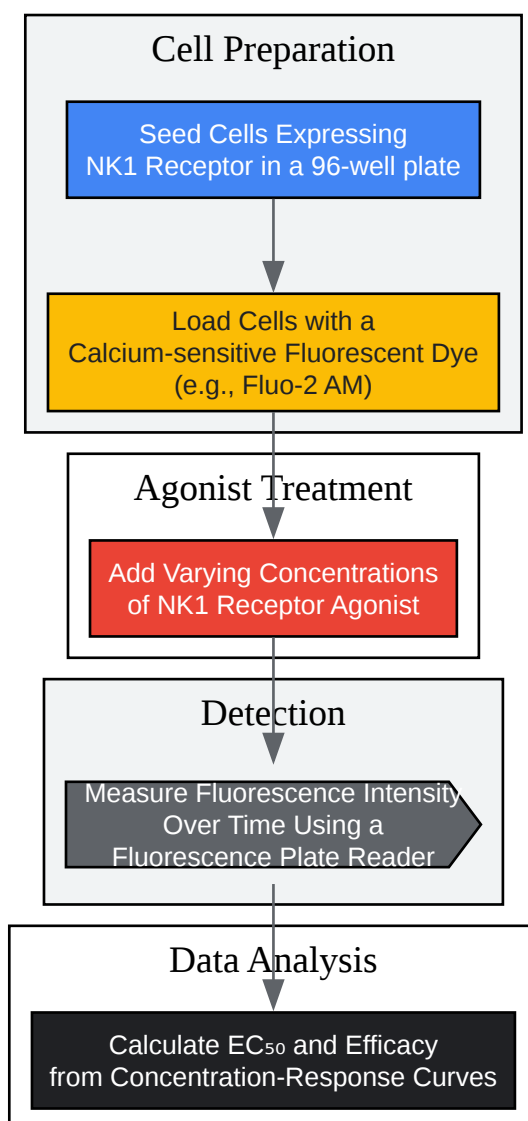 Cell Preparation
Seed Cells Expressing
NK1 Receptor in a 96-well plate
Load Cells with a
Calcium-sensitive Fluorescent Dye
(e.g., Fluo-2 AM)
Agonist Treatment
Add Varying Concentrations
of NK1 Receptor Agonist
Detection
Measure Fluorescence Intensity
Over Time Using a
Fluorescence Plate Reader
Data Analysis
Calculate EC₅₀ and Efficacy
from Concentration-Response Curves